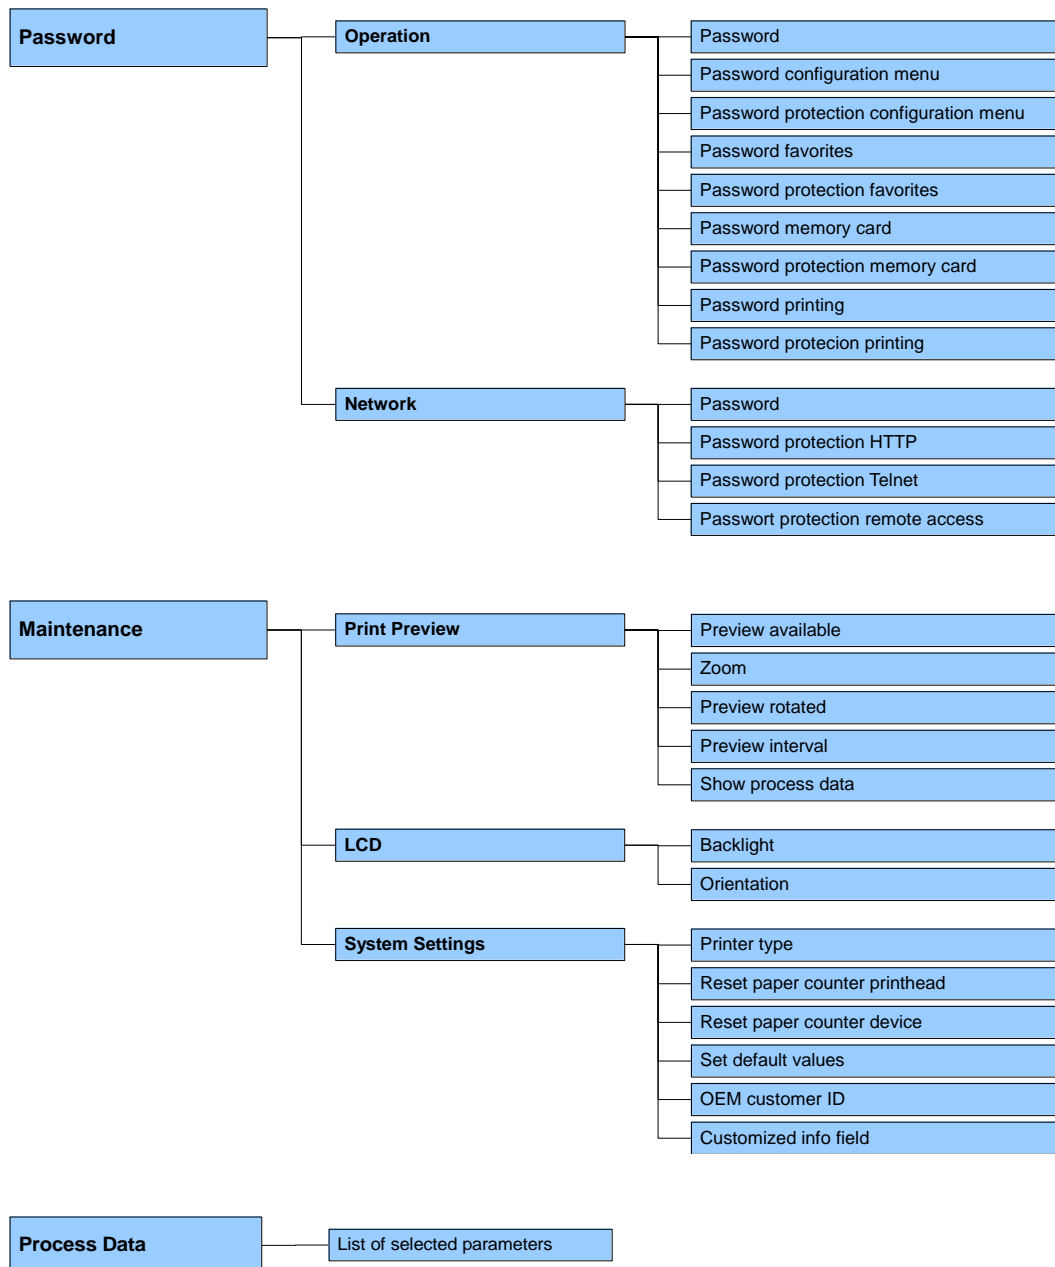 Password
Operation
Password
Password configuration menu
Password protection configuration menu
Password favorites
Password protection favorites
Password memory card
Password protection memory card
Password printing
Password protecion printing
Network
Password
Password protection HTTP
Password protection Telnet
Passwort protection remote access
Maintenance
Print Preview
Preview available
Zoom
Preview rotated
Preview interval
Show process data
LCD
Backlight
Orientation
System Settings
Printer type
Reset paper counter printhead
Reset paper counter device
Set default values
OEM customer ID
Customized info field
Process Data
List of selected parameters